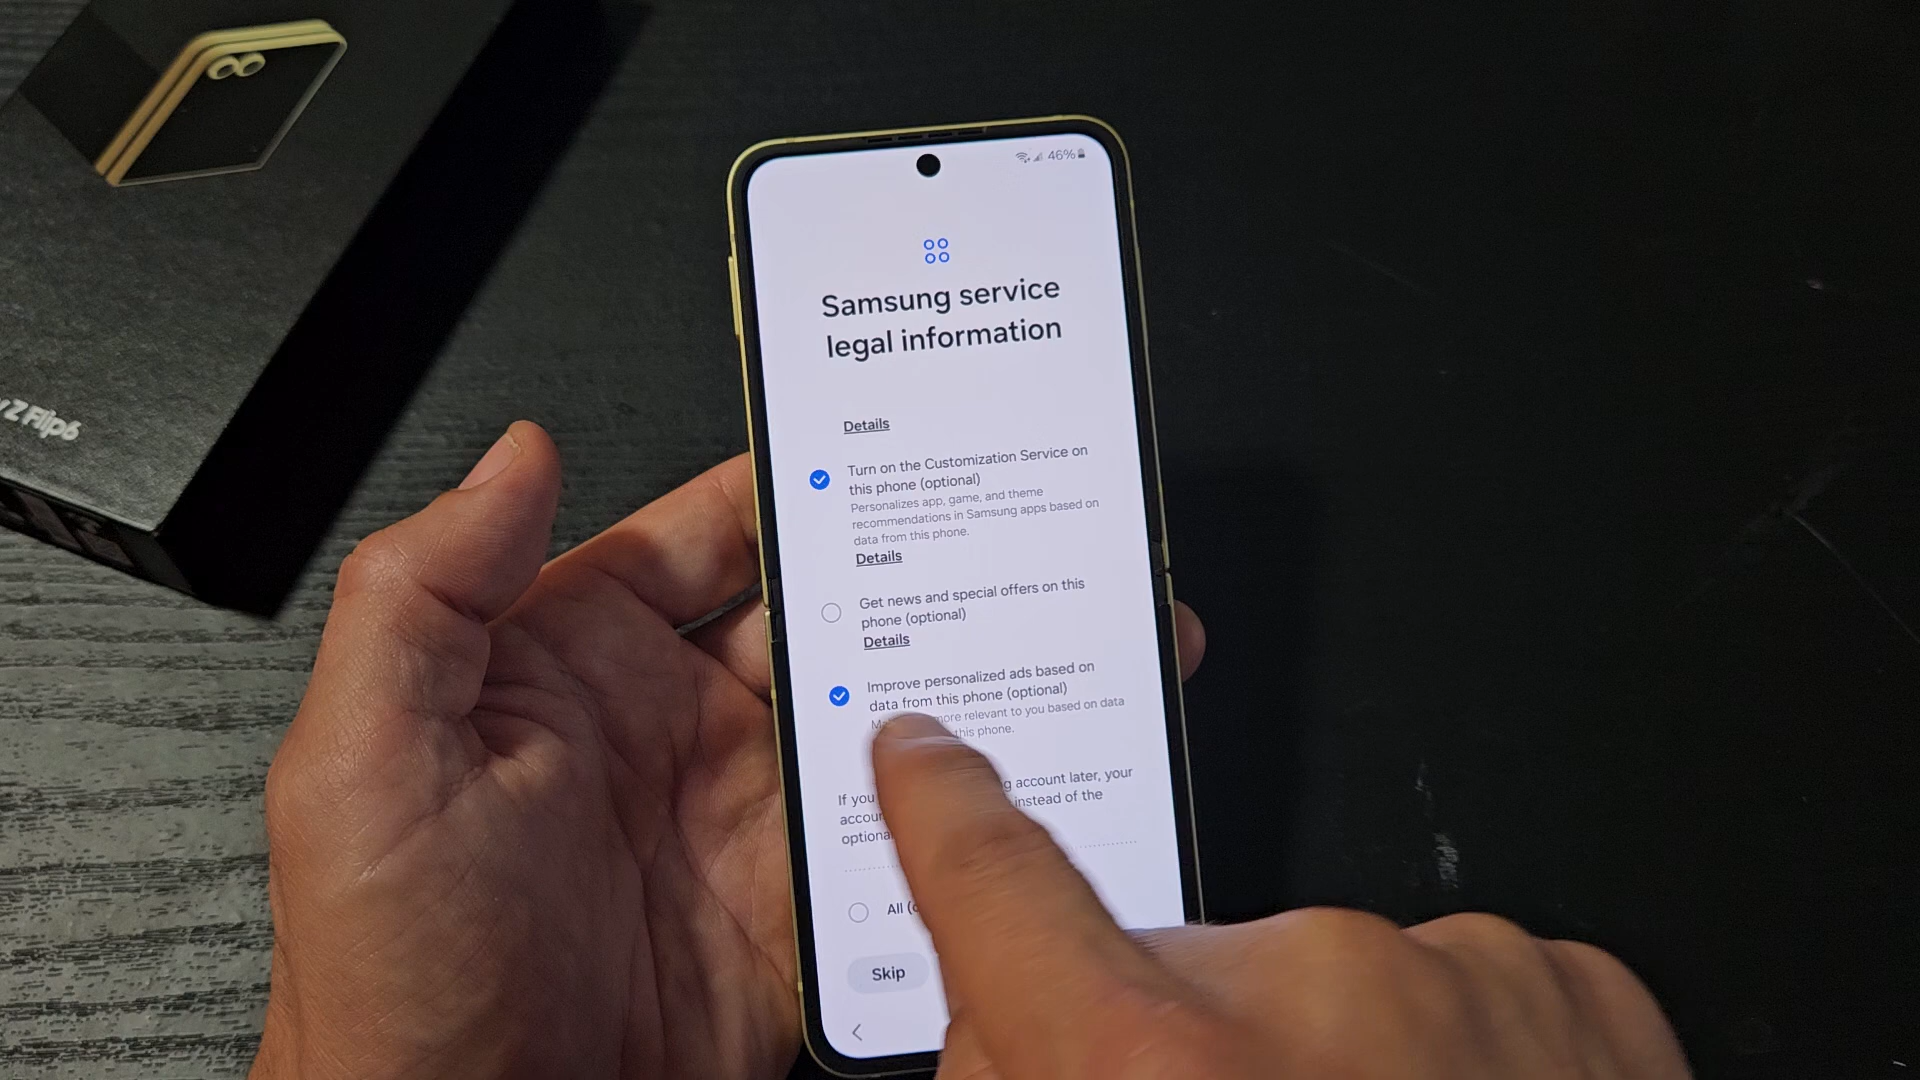 46%
Samsung service
legal information
Details
Turn on the Customization Service on
this phone (optional)
Personalizes app, game, and theme
recommendations in Samsung apps based on
data from this phone.
Details
Get news and special offers on this
phone (optional)
Details
Improve personalized ads based on
data from this phone (optional)
more relevant to you based on data
this phone.
If you account later, your
instead of the
All
Skip
Z Flip6